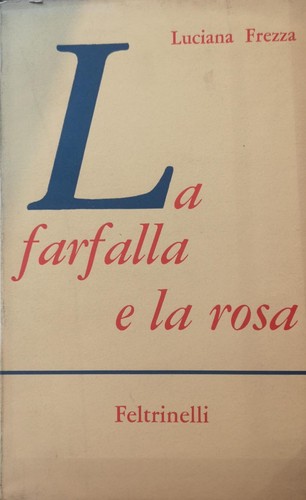 Luciana Frezza
La
farfalla
e la rosa
Feltrinelli